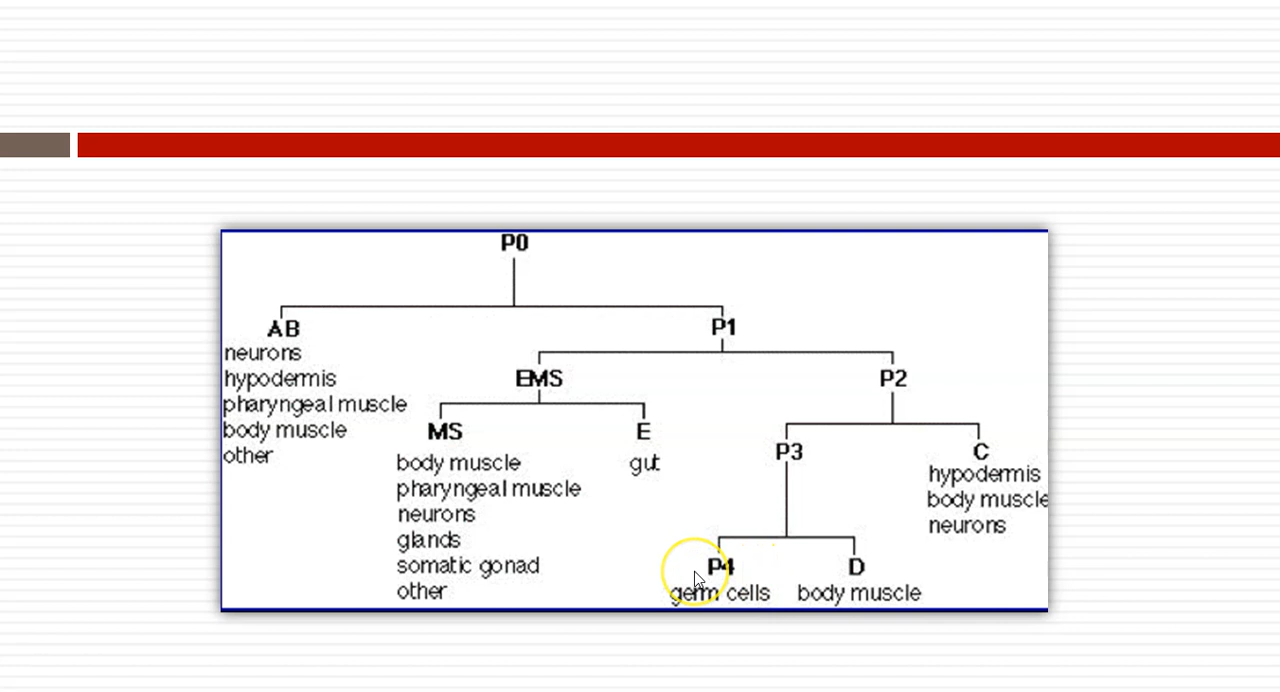 P0
AB
P1
neurons
hypodermis
pharyngeal muscle
body muscle
other
EMS
P2
MS
E
body muscle
pharyngeal muscle
neurons
glands
somatic gonad
other
gut
P3
C
hypodermis
body muscle
neurons
P4
D
germ cells
body muscle